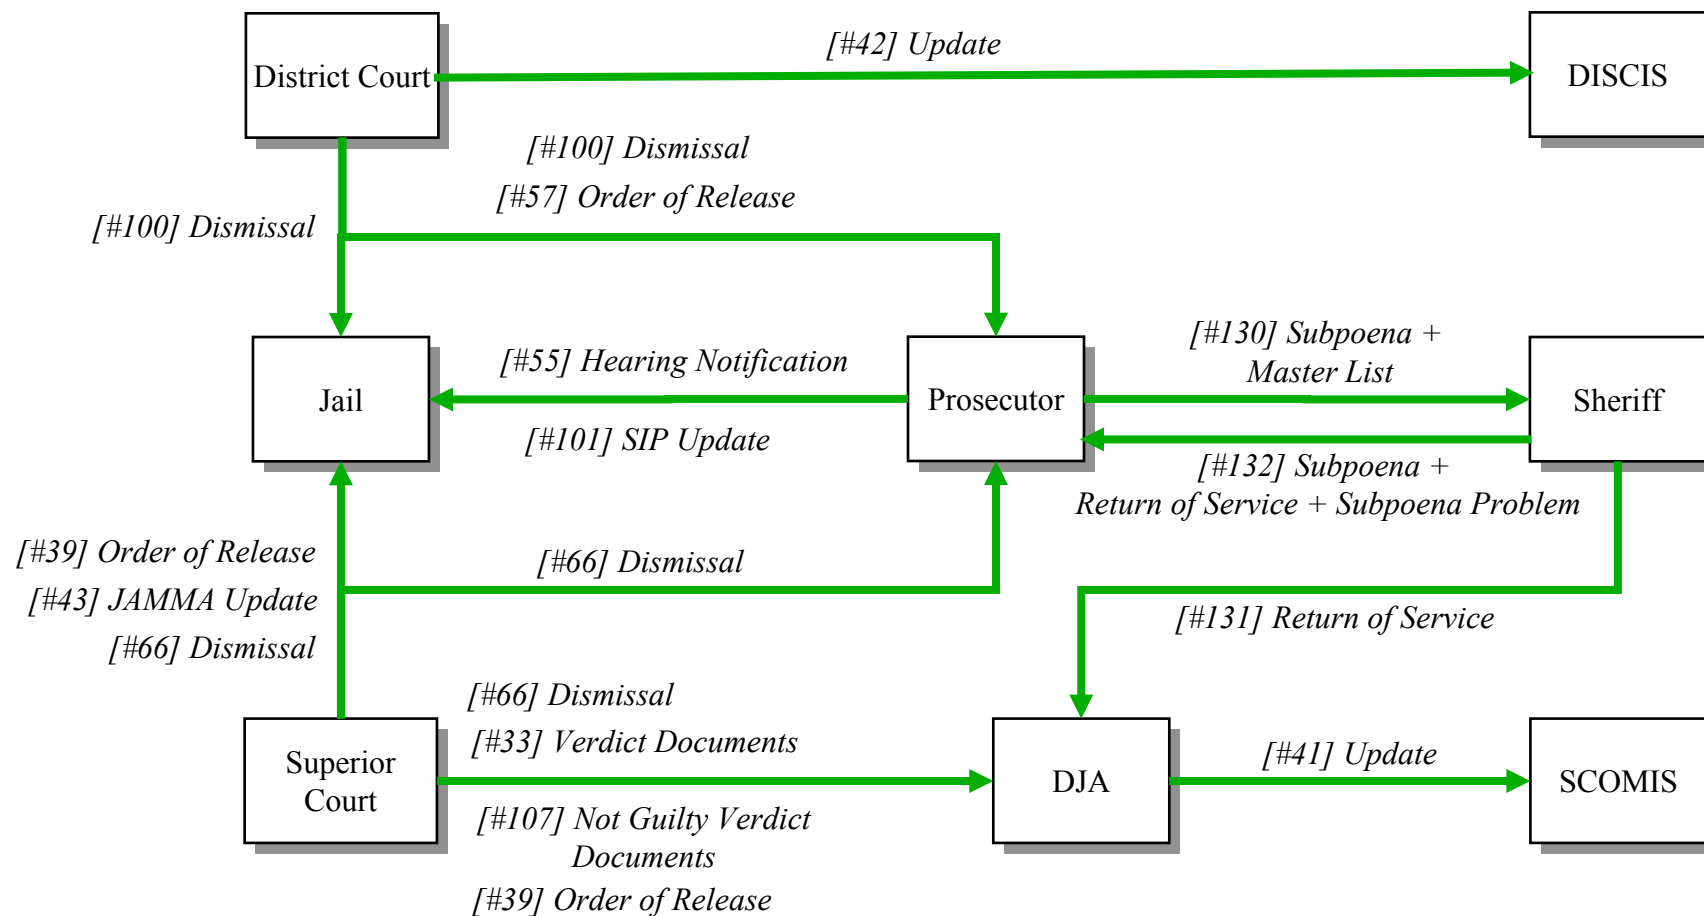 [#42] Update
District Court
DISCIS
[#100] Dismissal
[#57] Order of Release
[#100] Dismissal
[#130] Subpoena +
Master List
[#55] Hearing Notification
Jail
Prosecutor
Sheriff
[#101] SIP Update
[#132] Subpoena +
Return of Service + Subpoena Problem
[#39] Order of Release
[#66] Dismissal
[#43] JAMMA Update
[#131] Return of Service
[#66] Dismissal
[#66] Dismissal
[#33] Verdict Documents
[#41] Update
Superior
Court
DJA
SCOMIS
[#107] Not Guilty Verdict
Documents
[#39] Order of Release